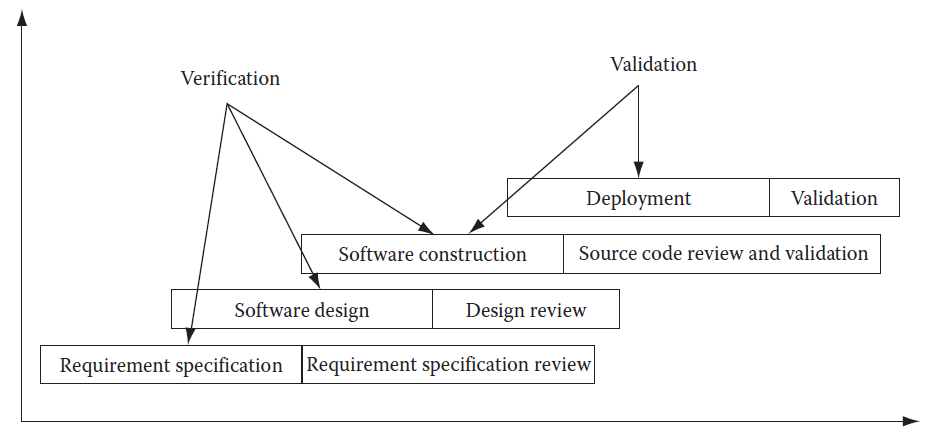 Validation
Verification
Deployment
Validation
Software construction
Source code review and validation
Software design
Design review
Requirement specification
Requirement specification review